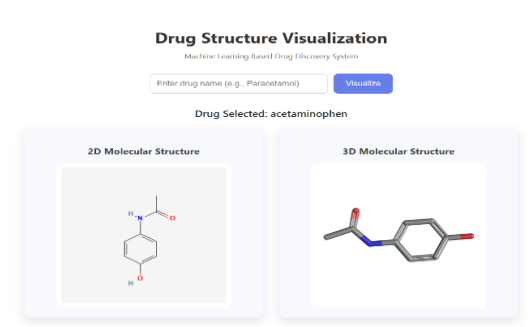 Drug Structure Visualization
Machine Learning Based Drug Discovery System
Enter drug name (e.g., Paracetamol)
Visualize
Drug Selected: acetaminophen
2D Molecular Structure
3D Molecular Structure
H
N
O
O
H